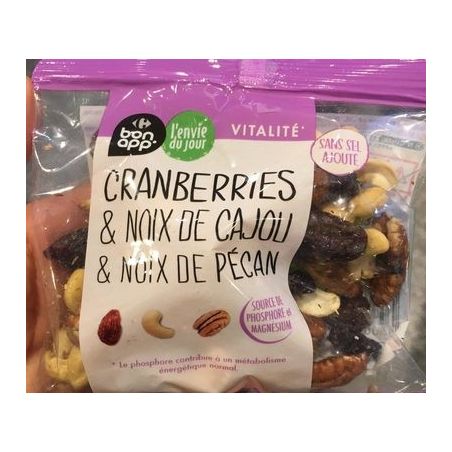 bon
app'
l'envie
du jour
VITALITÉ*
SANS SEL
AJOUTÉ
CRANBERRIES
& NOIX DE CAJOU
& NOIX DE PÉCAN
SOURCE DE
PHOSPHORE &
MAGNÉSIUM
* Le phosphore contribue à un métabolisme
énergétique normal.